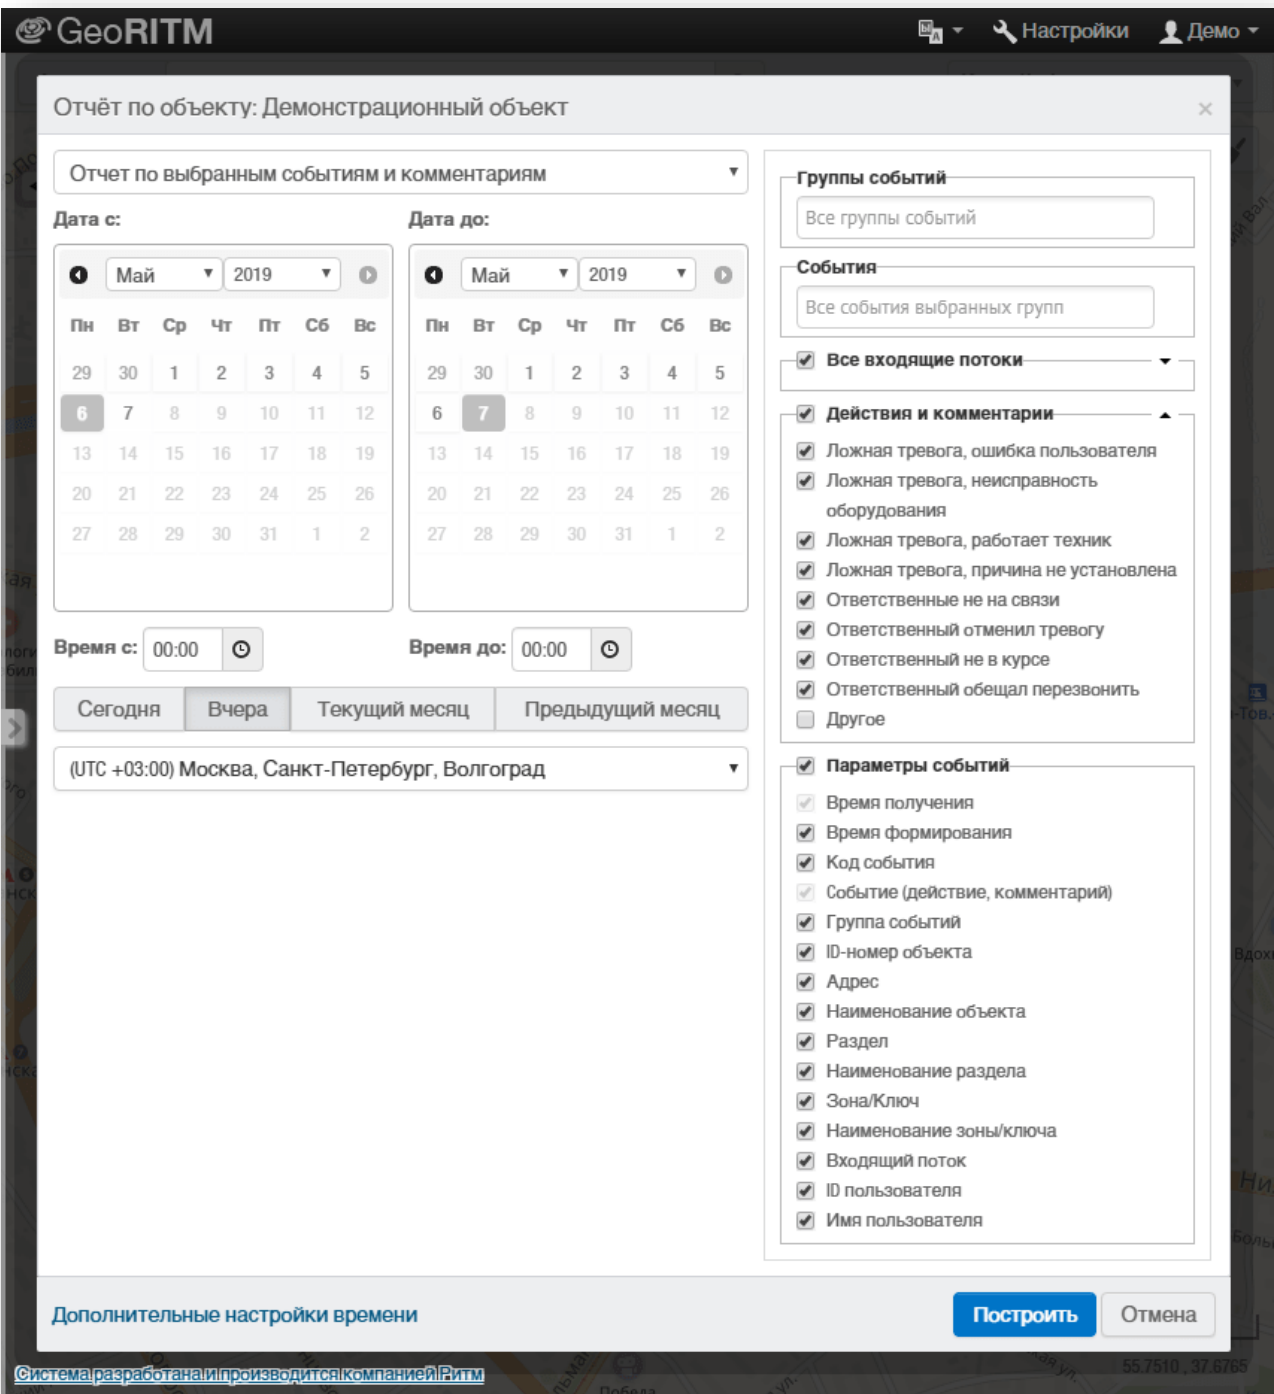 GeoRITM
Настройки
Демо
Отчёт по объекту: Демонстрационный объект
×
Отчет по выбранным событиям и комментариям
Дата с:
Дата до:
Май 2019
Пн Вт Ср Чт Пт Сб Вс
29 30 1 2 3 4 5
6 7 8 9 10 11 12
13 14 15 16 17 18 19
20 21 22 23 24 25 26
27 28 29 30 31 1 2
Май 2019
Пн Вт Ср Чт Пт Сб Вс
29 30 1 2 3 4 5
6 7 8 9 10 11 12
13 14 15 16 17 18 19
20 21 22 23 24 25 26
27 28 29 30 31 1 2
Время с: 00:00
Время до: 00:00
Сегодня
Вчера
Текущий месяц
Предыдущий месяц
(UTC +03:00) Москва, Санкт-Петербург, Волгоград
Группы событий
Все группы событий
События
Все события выбранных групп
Все входящие потоки
Действия и комментарии
Ложная тревога, ошибка пользователя
Ложная тревога, неисправность
оборудования
Ложная тревога, работает техник
Ложная тревога, причина не установлена
Ответственные не на связи
Ответственный отменил тревогу
Ответственный не в курсе
Ответственный обещал перезвонить
Другое
Параметры событий
Время получения
Время формирования
Код события
Событие (действие, комментарий)
Группа событий
ID-номер объекта
Адрес
Наименование объекта
Раздел
Наименование раздела
Зона/Ключ
Наименование зоны/ключа
Входящий поток
ID пользователя
Имя пользователя
Дополнительные настройки времени
Построить
Отмена
Система разработана и производится компанией Ритм
Победа
55.7510 , 37.6765